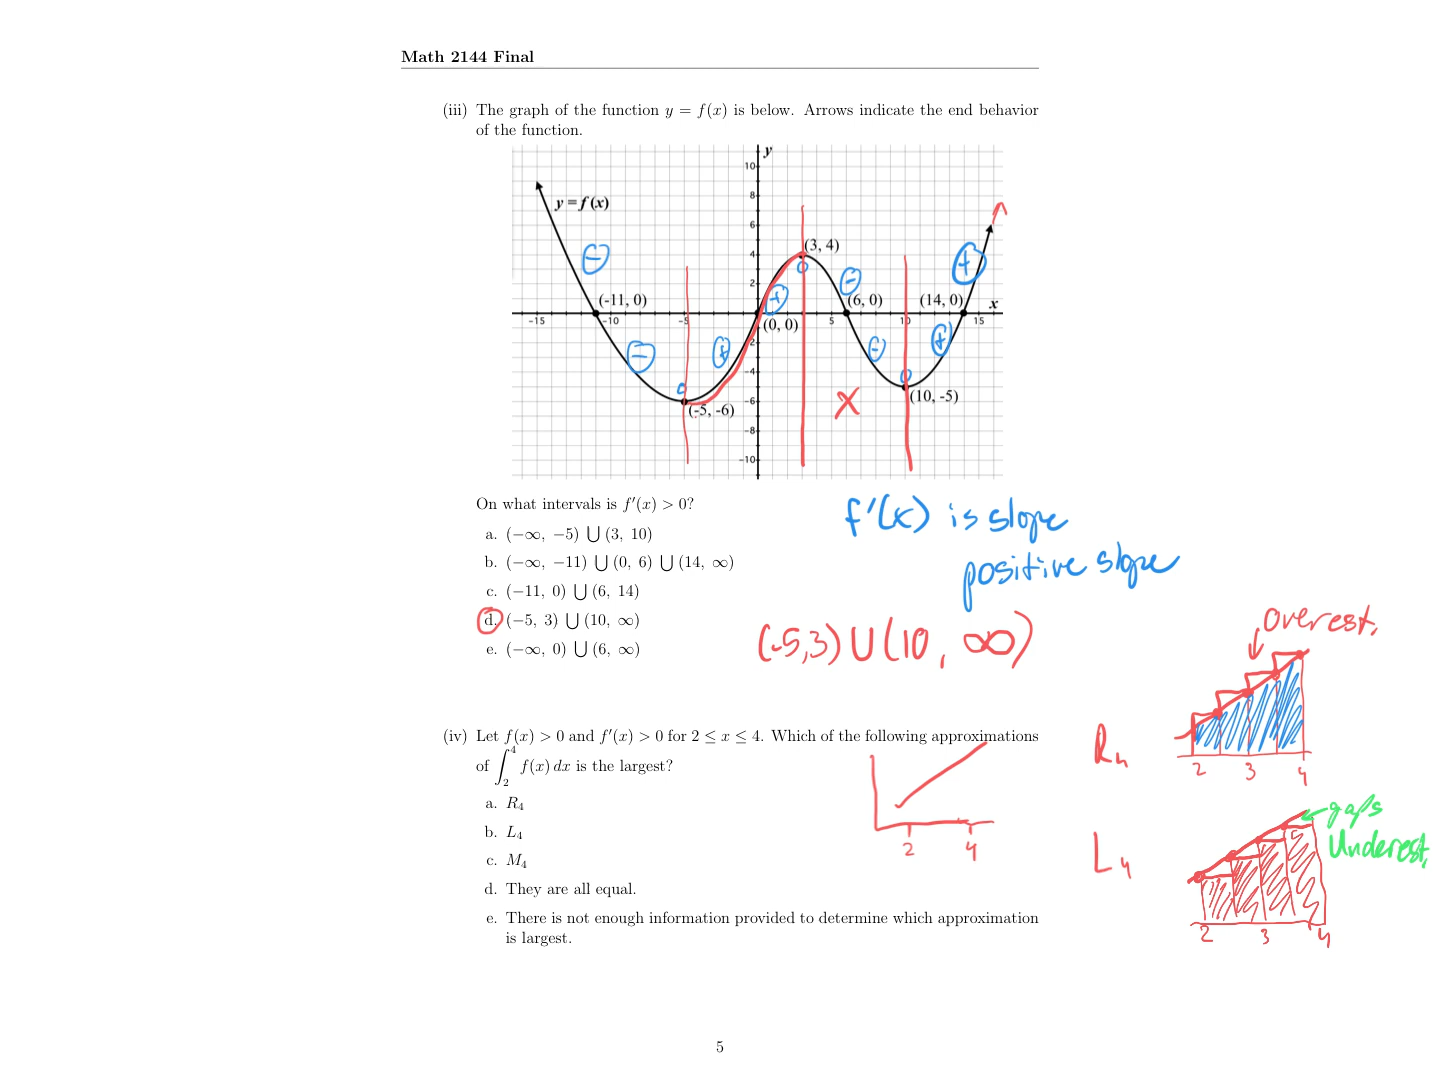 Math 2144 Final
(iii) The graph of the function y = f(x) is below. Arrows indicate the end behavior
of the function.
y
10
8
y = f(x)
6
(3, 4)
4
2
(-11, 0)
(6, 0)
(14, 0)
x
-15
-10
-5
(0, 0)
5
10
15
-2
-4
-6
(-5, -6)
(10, -5)
-8
-10
On what intervals is f′(x) > 0?
f'(x) is slope
positive slope
a. (−∞, −5) ⋃ (3, 10)
b. (−∞, −11) ⋃ (0, 6) ⋃ (14, ∞)
c. (−11, 0) ⋃ (6, 14)
d. (−5, 3) ⋃ (10, ∞)
e. (−∞, 0) ⋃ (6, ∞)
(-5,3) U (10, ∞)
overest.
(iv) Let f(x) > 0 and f′(x) > 0 for 2 ≤ x ≤ 4. Which of the following approximations
of ∫₂⁴ f(x) dx is the largest?
a. R₄
b. L₄
c. M₄
d. They are all equal.
e. There is not enough information provided to determine which approximation
is largest.
2 4
R₄
2 3 4
gaps
Underest.
L₄
2 3 4
5